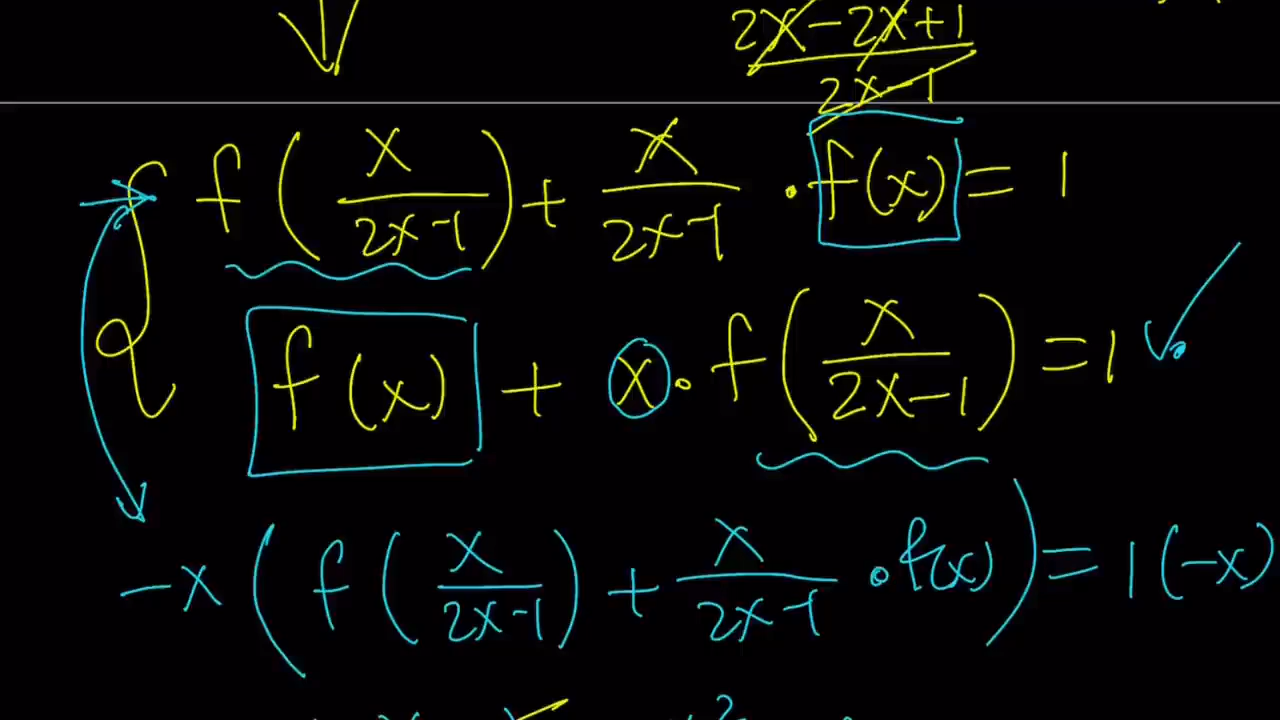 2x-2x+1
2x-1
f(x/(2x-1)) + x/(2x-1) · f(x) = 1
f(x) + x · f(x/(2x-1)) = 1
-x(f(x/(2x-1)) + x/(2x-1) · f(x)) = 1(-x)